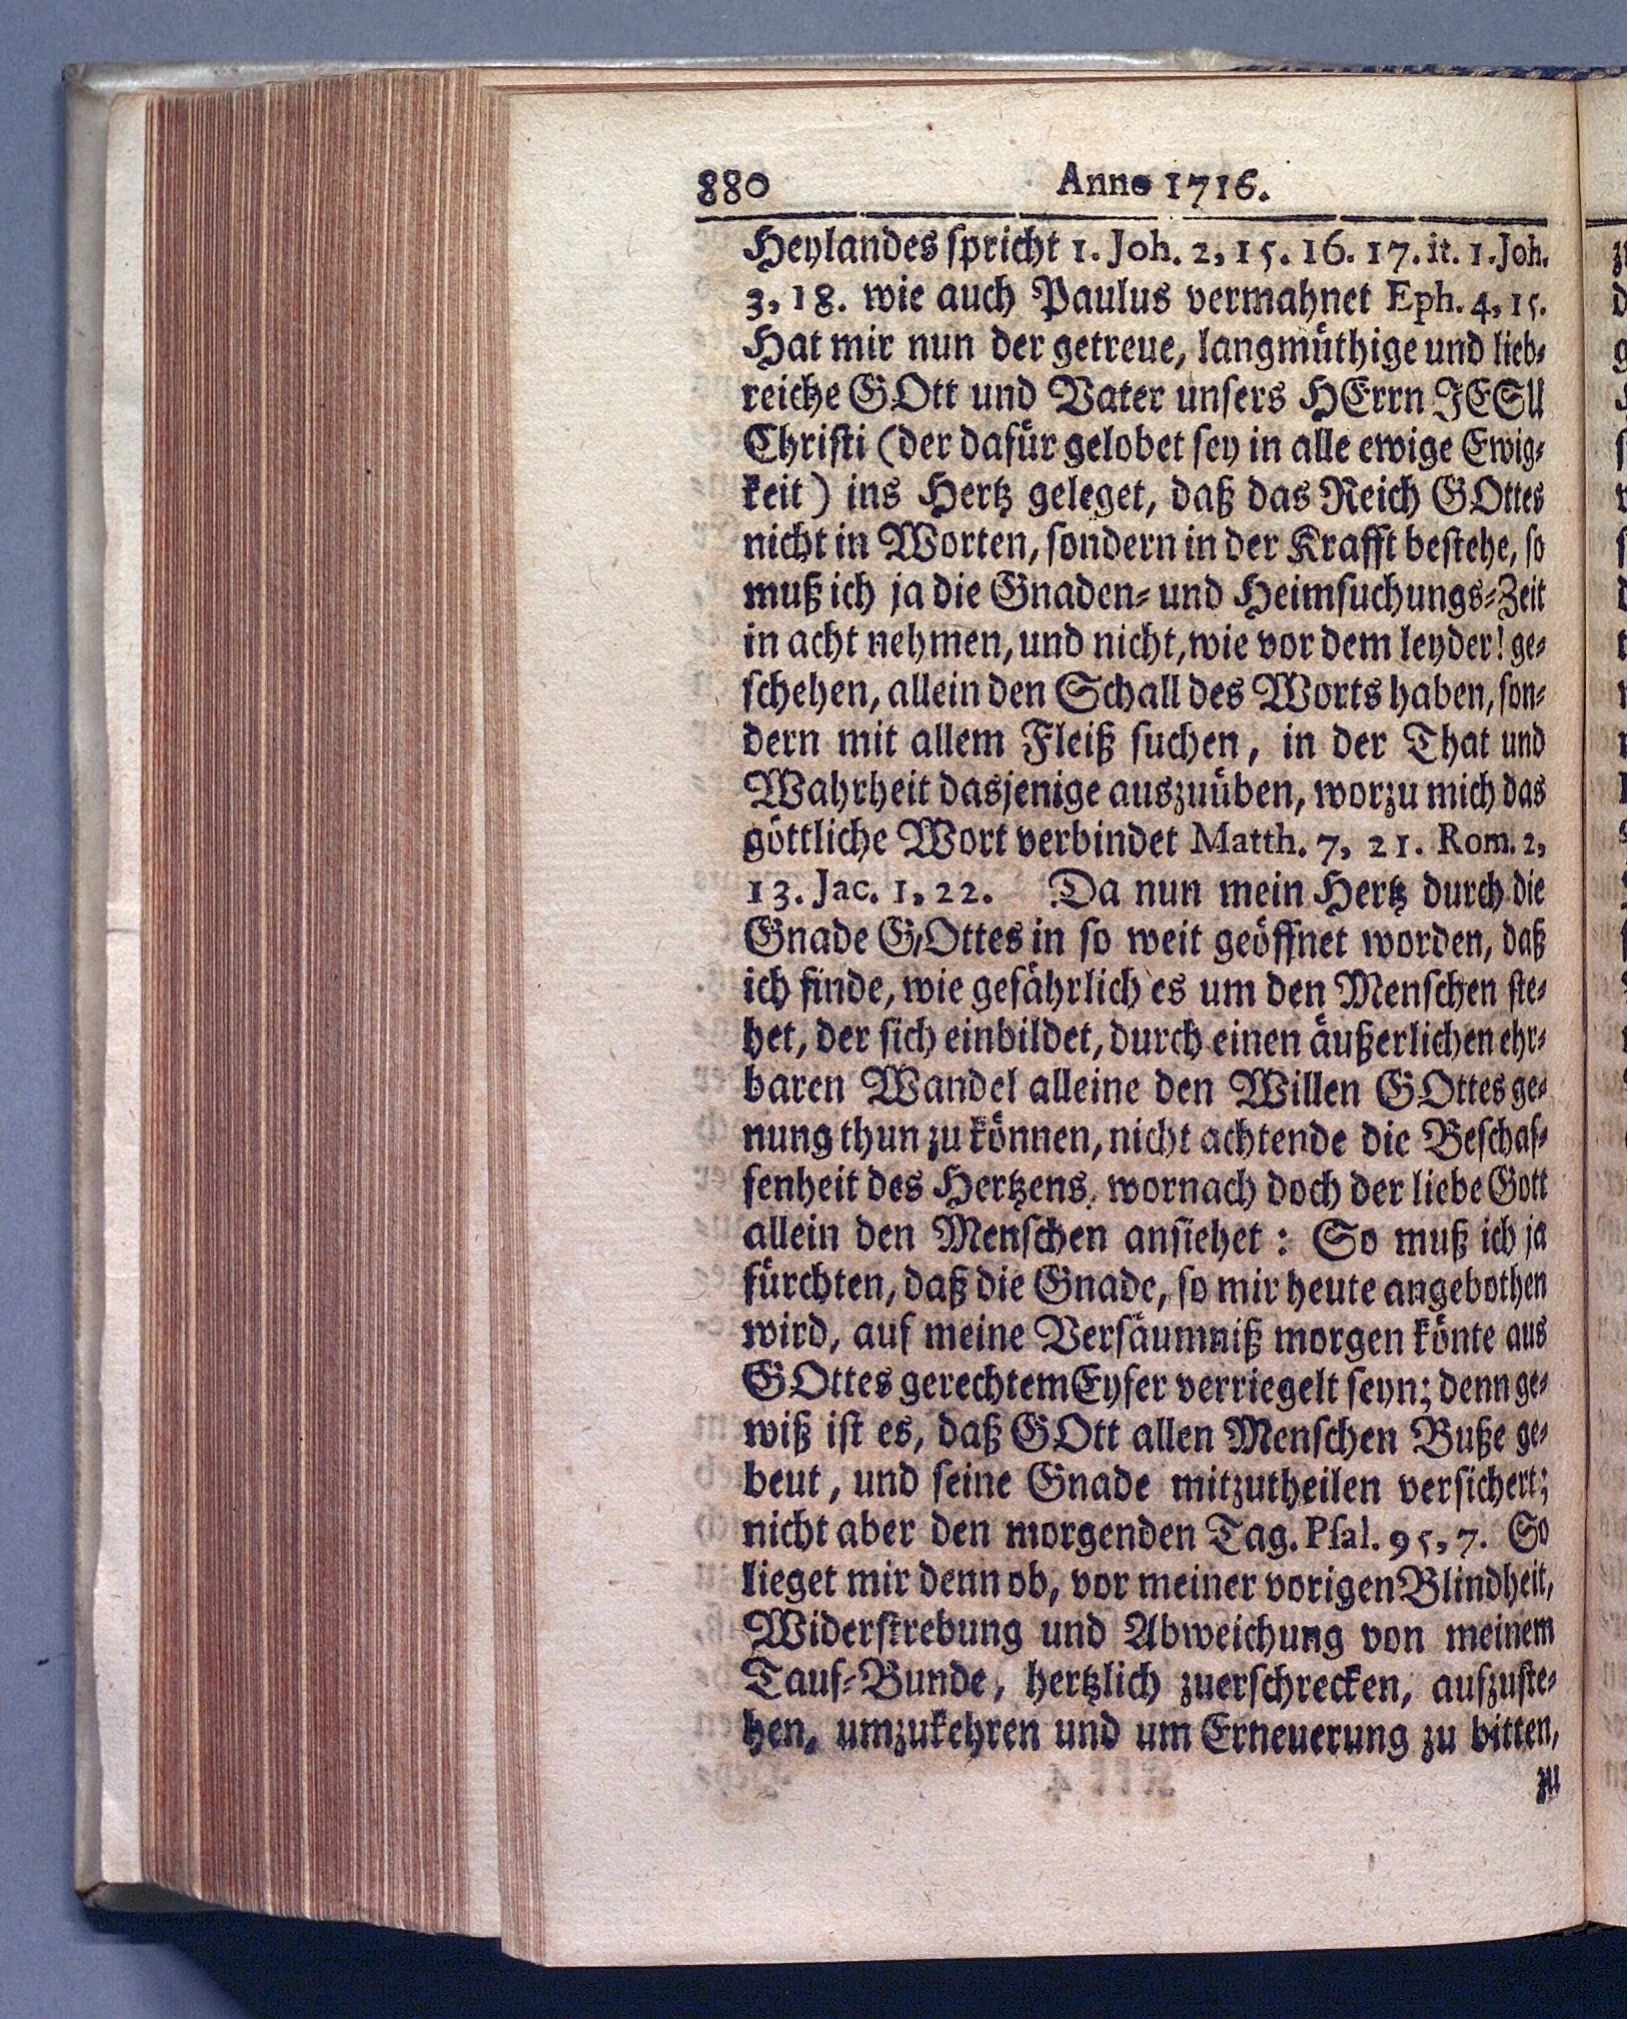 880 Anno 1716.
Heylandes spricht 1. Joh. 2, 15. 16. 17. it. 1. Joh.
3, 18. wie auch Paulus vermahnet Eph. 4, 15.
Hat mir nun der getreue, langmüthige und lieb-
reiche GOtt und Vater unsers HErrn JESU
Christi (der dafür gelobet sey in alle ewige Ewig-
keit) ins Hertz geleget, daß das Reich GOttes
nicht in Worten, sondern in der Krafft bestehe, so
muß ich ja die Gnaden- und Heimsuchungs-Zeit
in acht nehmen, und nicht, wie vor dem leyder! ge-
schehen, allein den Schall des Worts haben, son-
dern mit allem Fleiß suchen, in der That und
Wahrheit dasjenige auszuüben, worzu mich das
göttliche Wort verbindet Matth. 7, 21. Rom. 2,
13. Jac. 1, 22. Da nun mein Hertz durch die
Gnade GOttes in so weit geöffnet worden, daß
ich finde, wie gefährlich es um den Menschen ste-
het, der sich einbildet, durch einen äußerlichen ehr-
baren Wandel alleine den Willen GOttes ge-
nung thun zu können, nicht achtende die Beschaf-
fenheit des Hertzens, wornach doch der liebe Gott
allein den Menschen ansiehet: So muß ich ja
fürchten, daß die Gnade, so mir heute angebothen
wird, auf meine Versäumniß morgen könte aus
GOttes gerechtem Eyfer verriegelt seyn; denn ge-
wiß ist es, daß GOtt allen Menschen Buße ge-
beut, und seine Gnade mitzutheilen versichert;
nicht aber den morgenden Tag. Psal. 95, 7. So
lieget mir denn ob, vor meiner vorigen Blindheit,
Widerstrebung und Abweichung von meinem
Tauf-Bunde, hertzlich zuerschrecken, aufzuste-
hen, umzukehren und um Erneuerung zu bitten,
zu